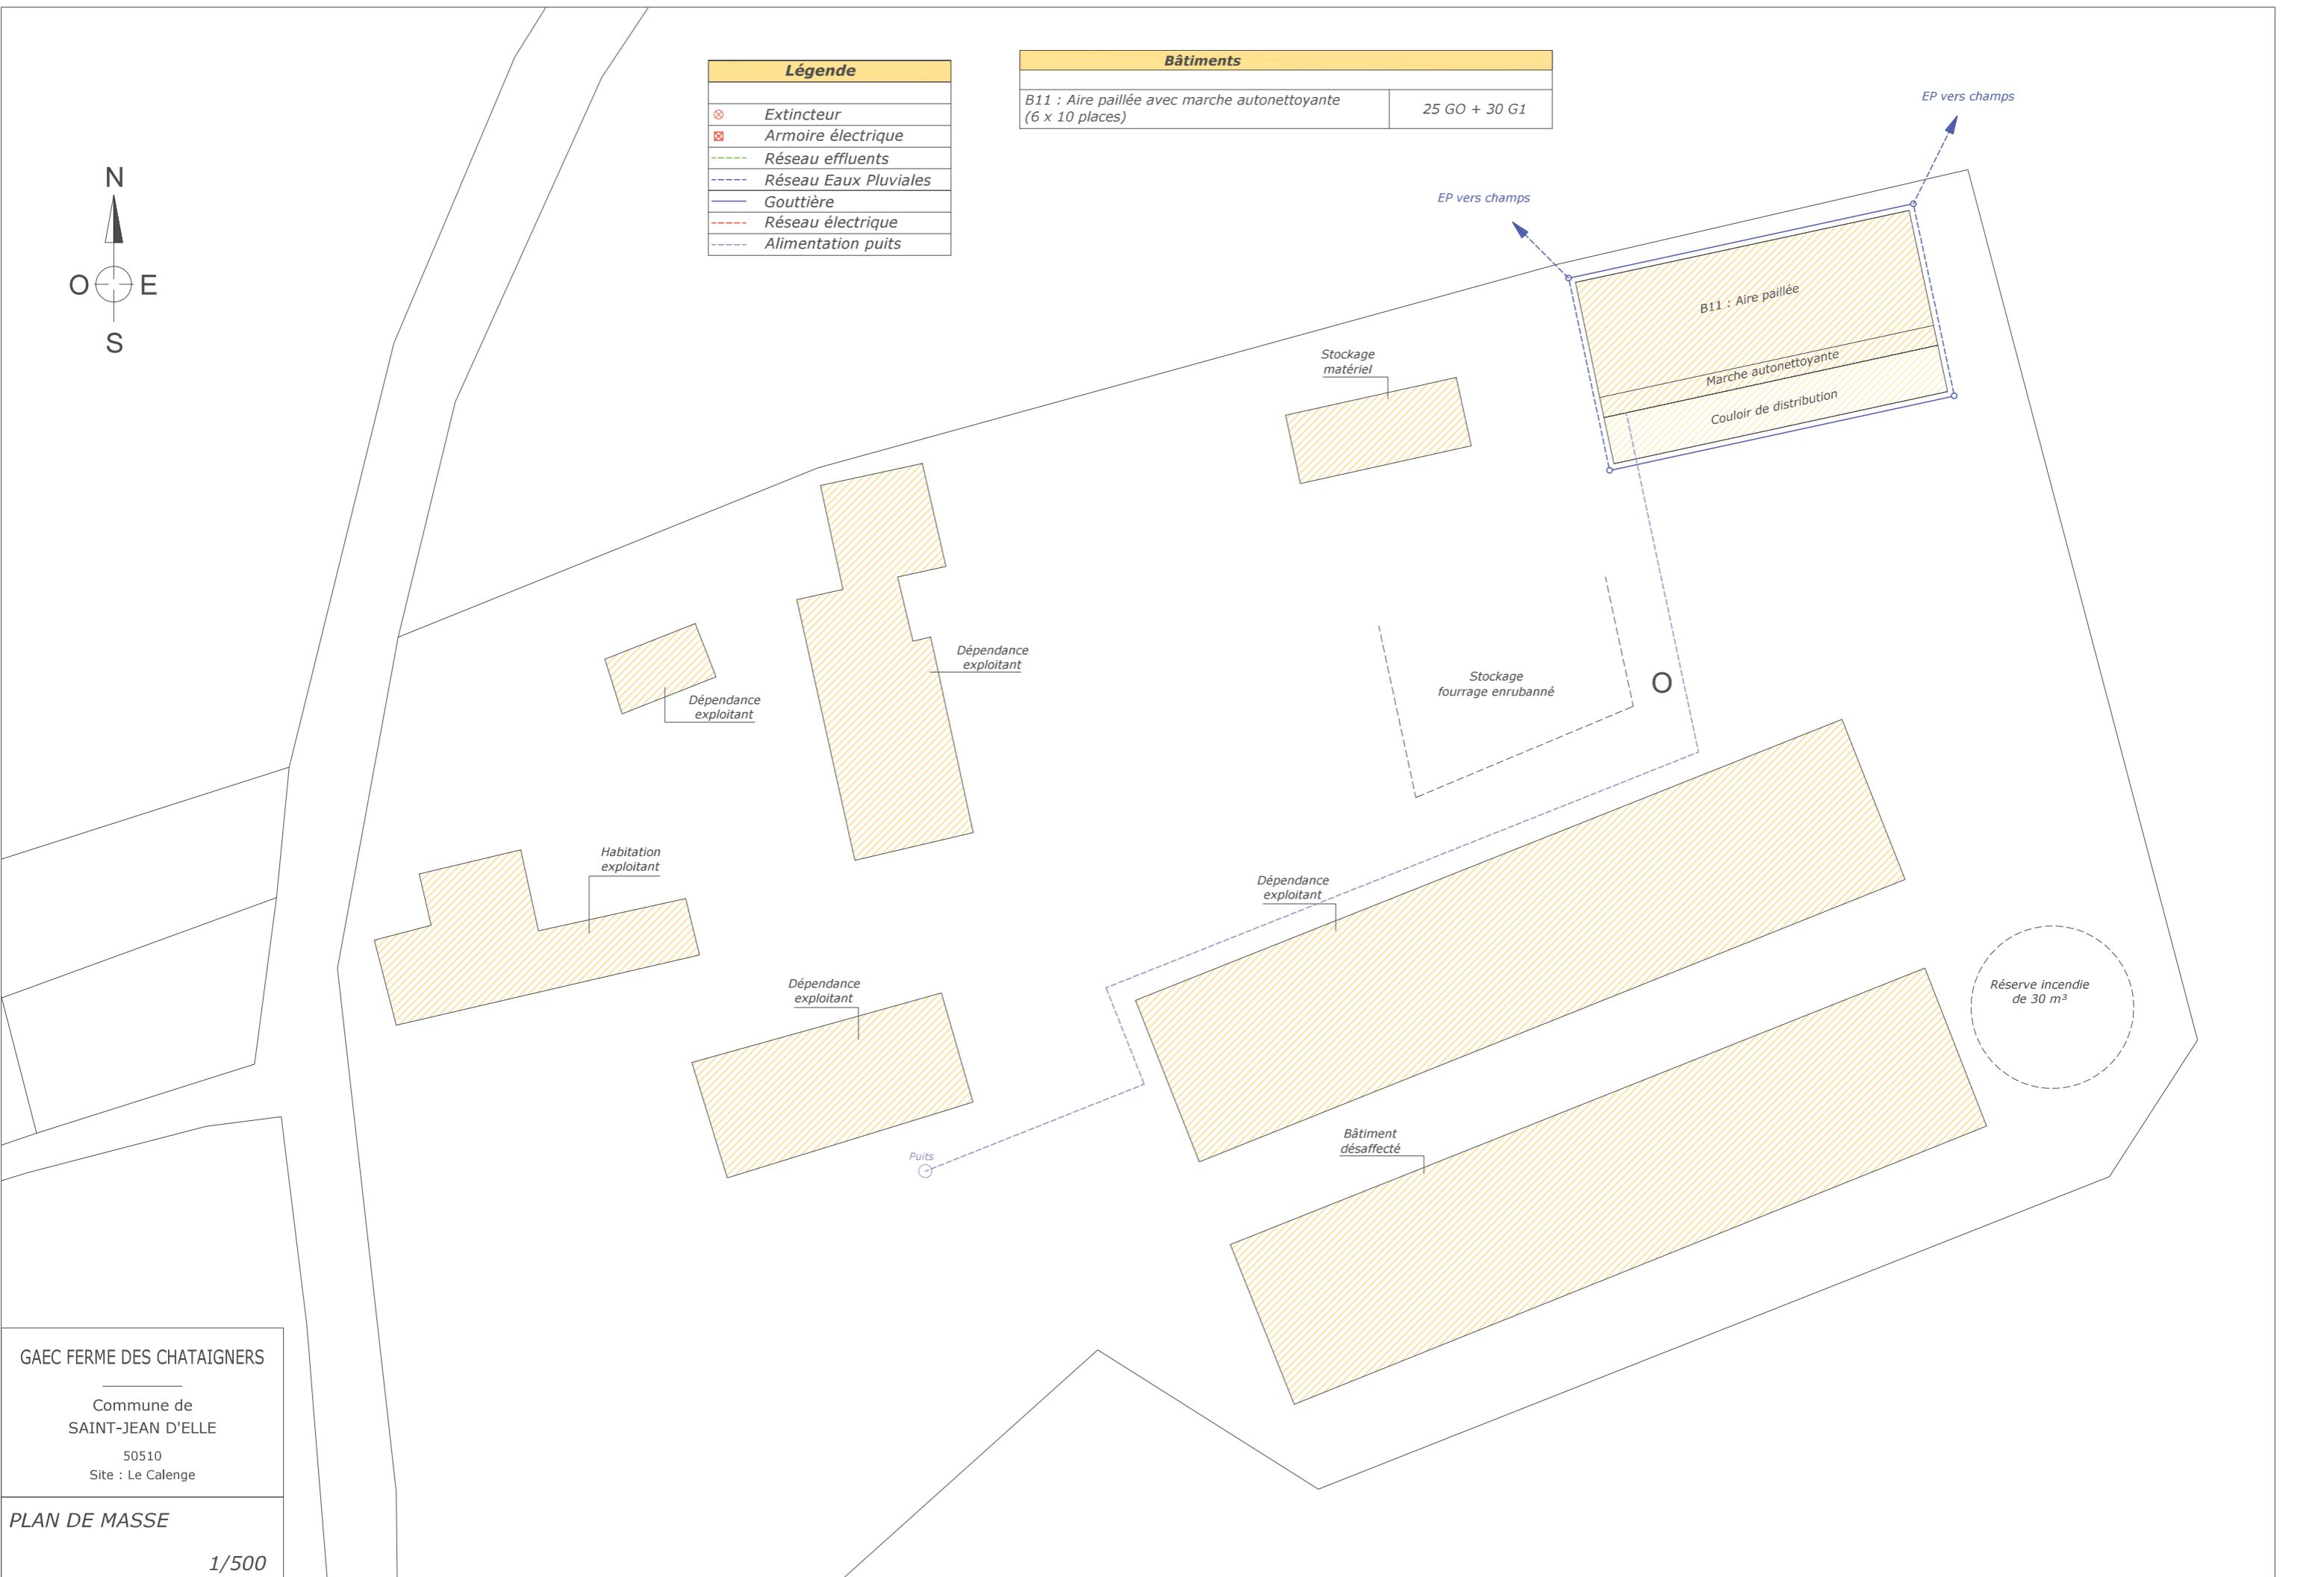 Légende
Extincteur
Armoire électrique
Réseau effluents
Réseau Eaux Pluviales
Gouttière
Réseau électrique
Alimentation puits
Bâtiments
B11 : Aire paillée avec marche autonettoyante
(6 x 10 places)
25 GO + 30 G1
N
O
E
S
EP vers champs
EP vers champs
B11 : Aire paillée
Marche autonettoyante
Couloir de distribution
Stockage
matériel
Dépendance
exploitant
Dépendance
exploitant
Stockage
fourrage enrubanné
O
Habitation
exploitant
Dépendance
exploitant
Dépendance
exploitant
Réserve incendie
de 30 m³
Bâtiment
désaffecté
Puits
GAEC FERME DES CHATAIGNERS
Commune de
SAINT-JEAN D'ELLE
50510
Site : Le Calenge
PLAN DE MASSE
1/500